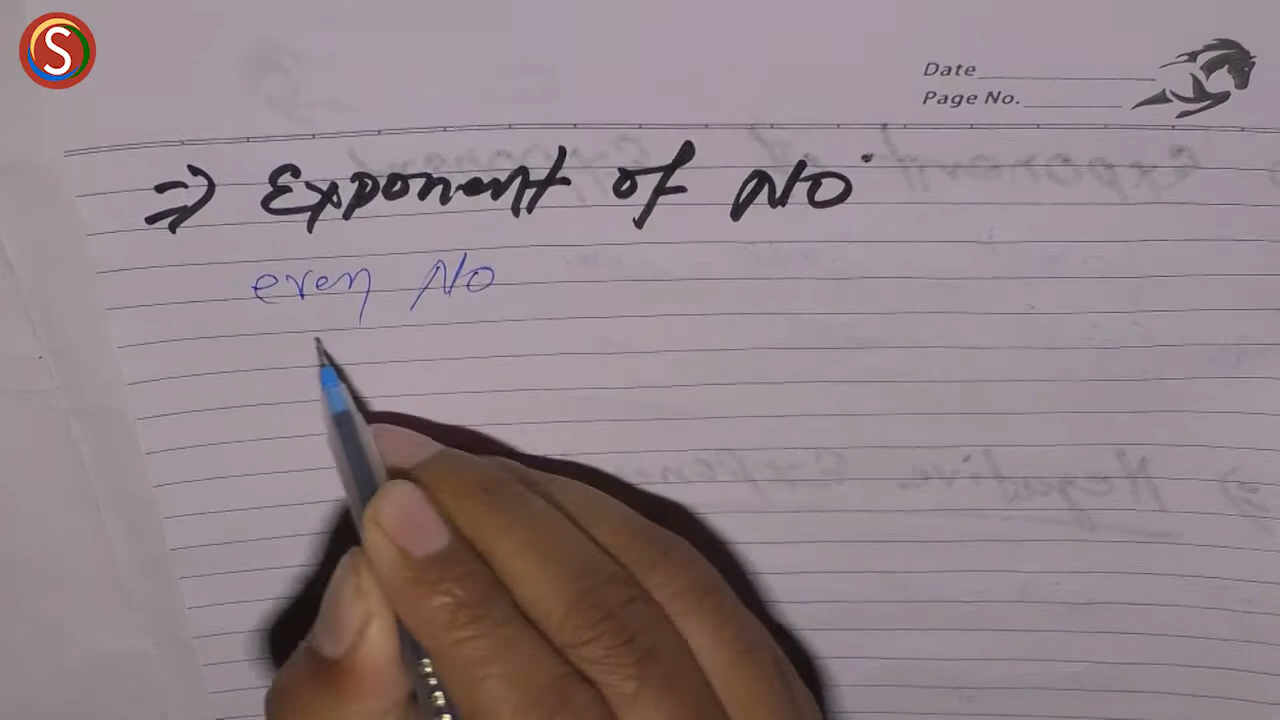 S
Date
Page No.
⇒ Exponent of No
even No